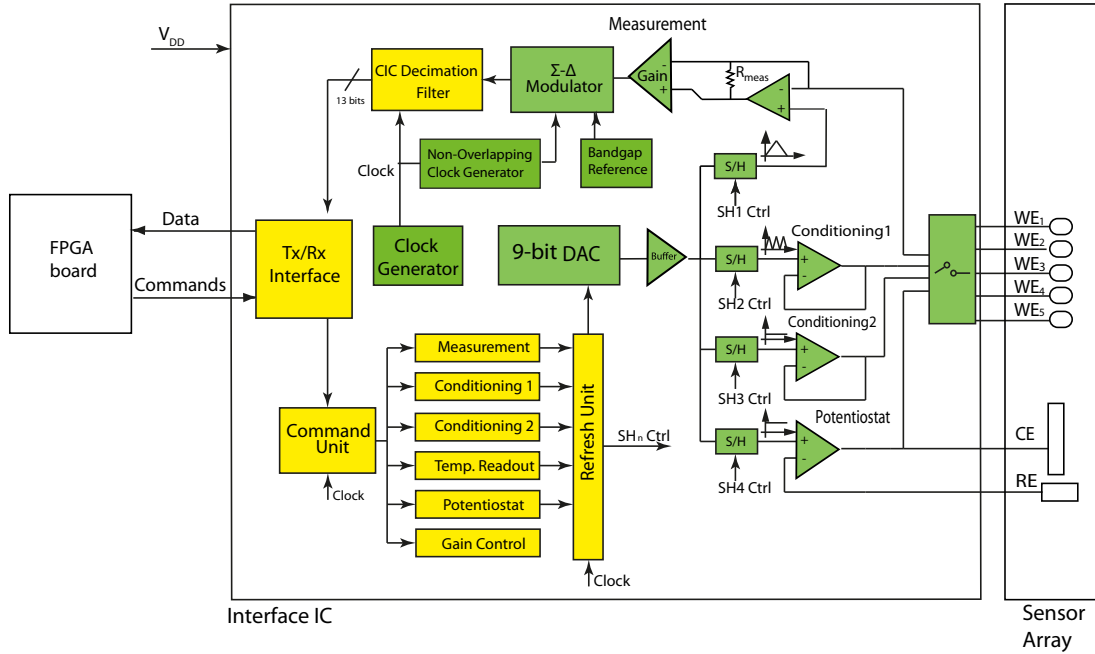 Measurement
V_DD
CIC Decimation
Filter
Σ-Δ
Modulator
Gain
-
+
R_meas
-
+
13 bits
Non-Overlapping
Clock Generator
Bandgap
Reference
Clock
S/H
SH1 Ctrl
FPGA
board
Data
Commands
Tx/Rx
Interface
Clock
Generator
9-bit DAC
Buffer
S/H
SH2 Ctrl
Conditioning1
+
-
WE1
WE2
WE3
WE4
WE5
Conditioning2
S/H
SH3 Ctrl
+
-
Command
Unit
Clock
Measurement
Conditioning 1
Conditioning 2
Temp. Readout
Potentiostat
Gain Control
Refresh Unit
SHn Ctrl
Clock
Potentiostat
S/H
SH4 Ctrl
+
-
CE
RE
Interface IC
Sensor
Array